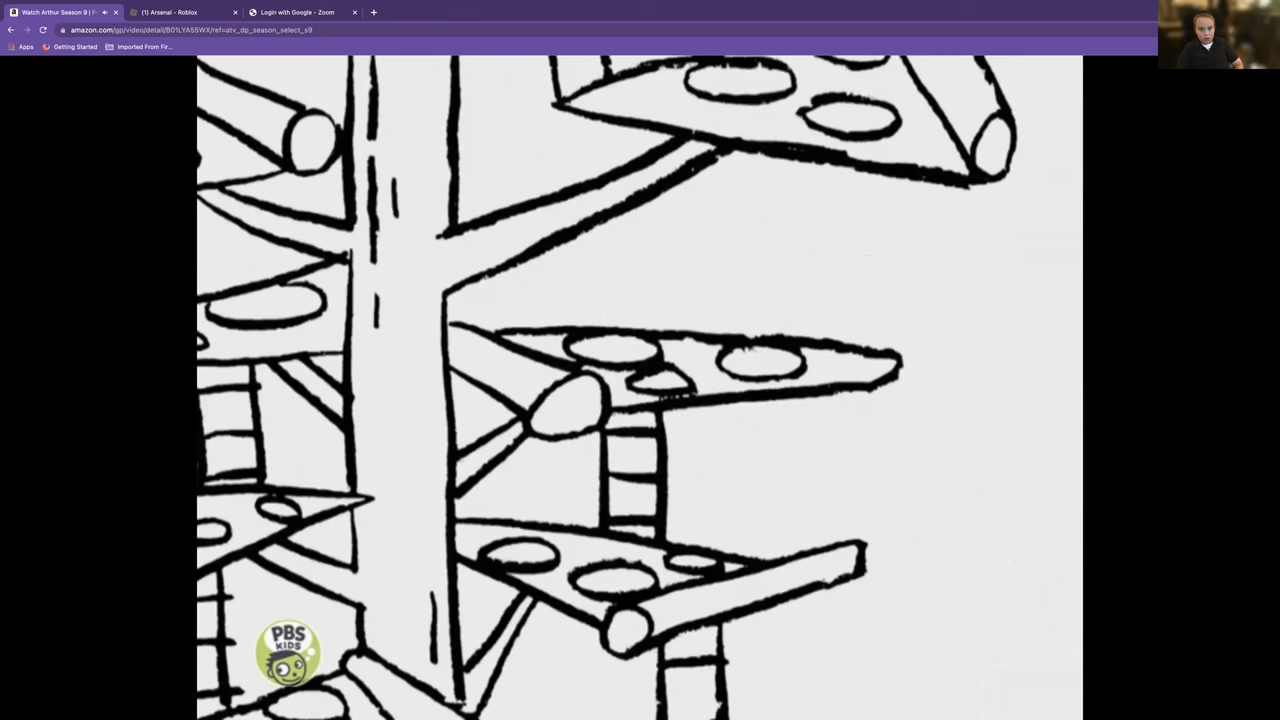 Watch Arthur Season 9 | P
(1) Arsenal - Roblox
Login with Google - Zoom
amazon.com/gp/video/detail/B01LYA55WX/ref=atv_dp_season_select_s9
Apps
Getting Started
Imported From Fir...
PBS
KIDS